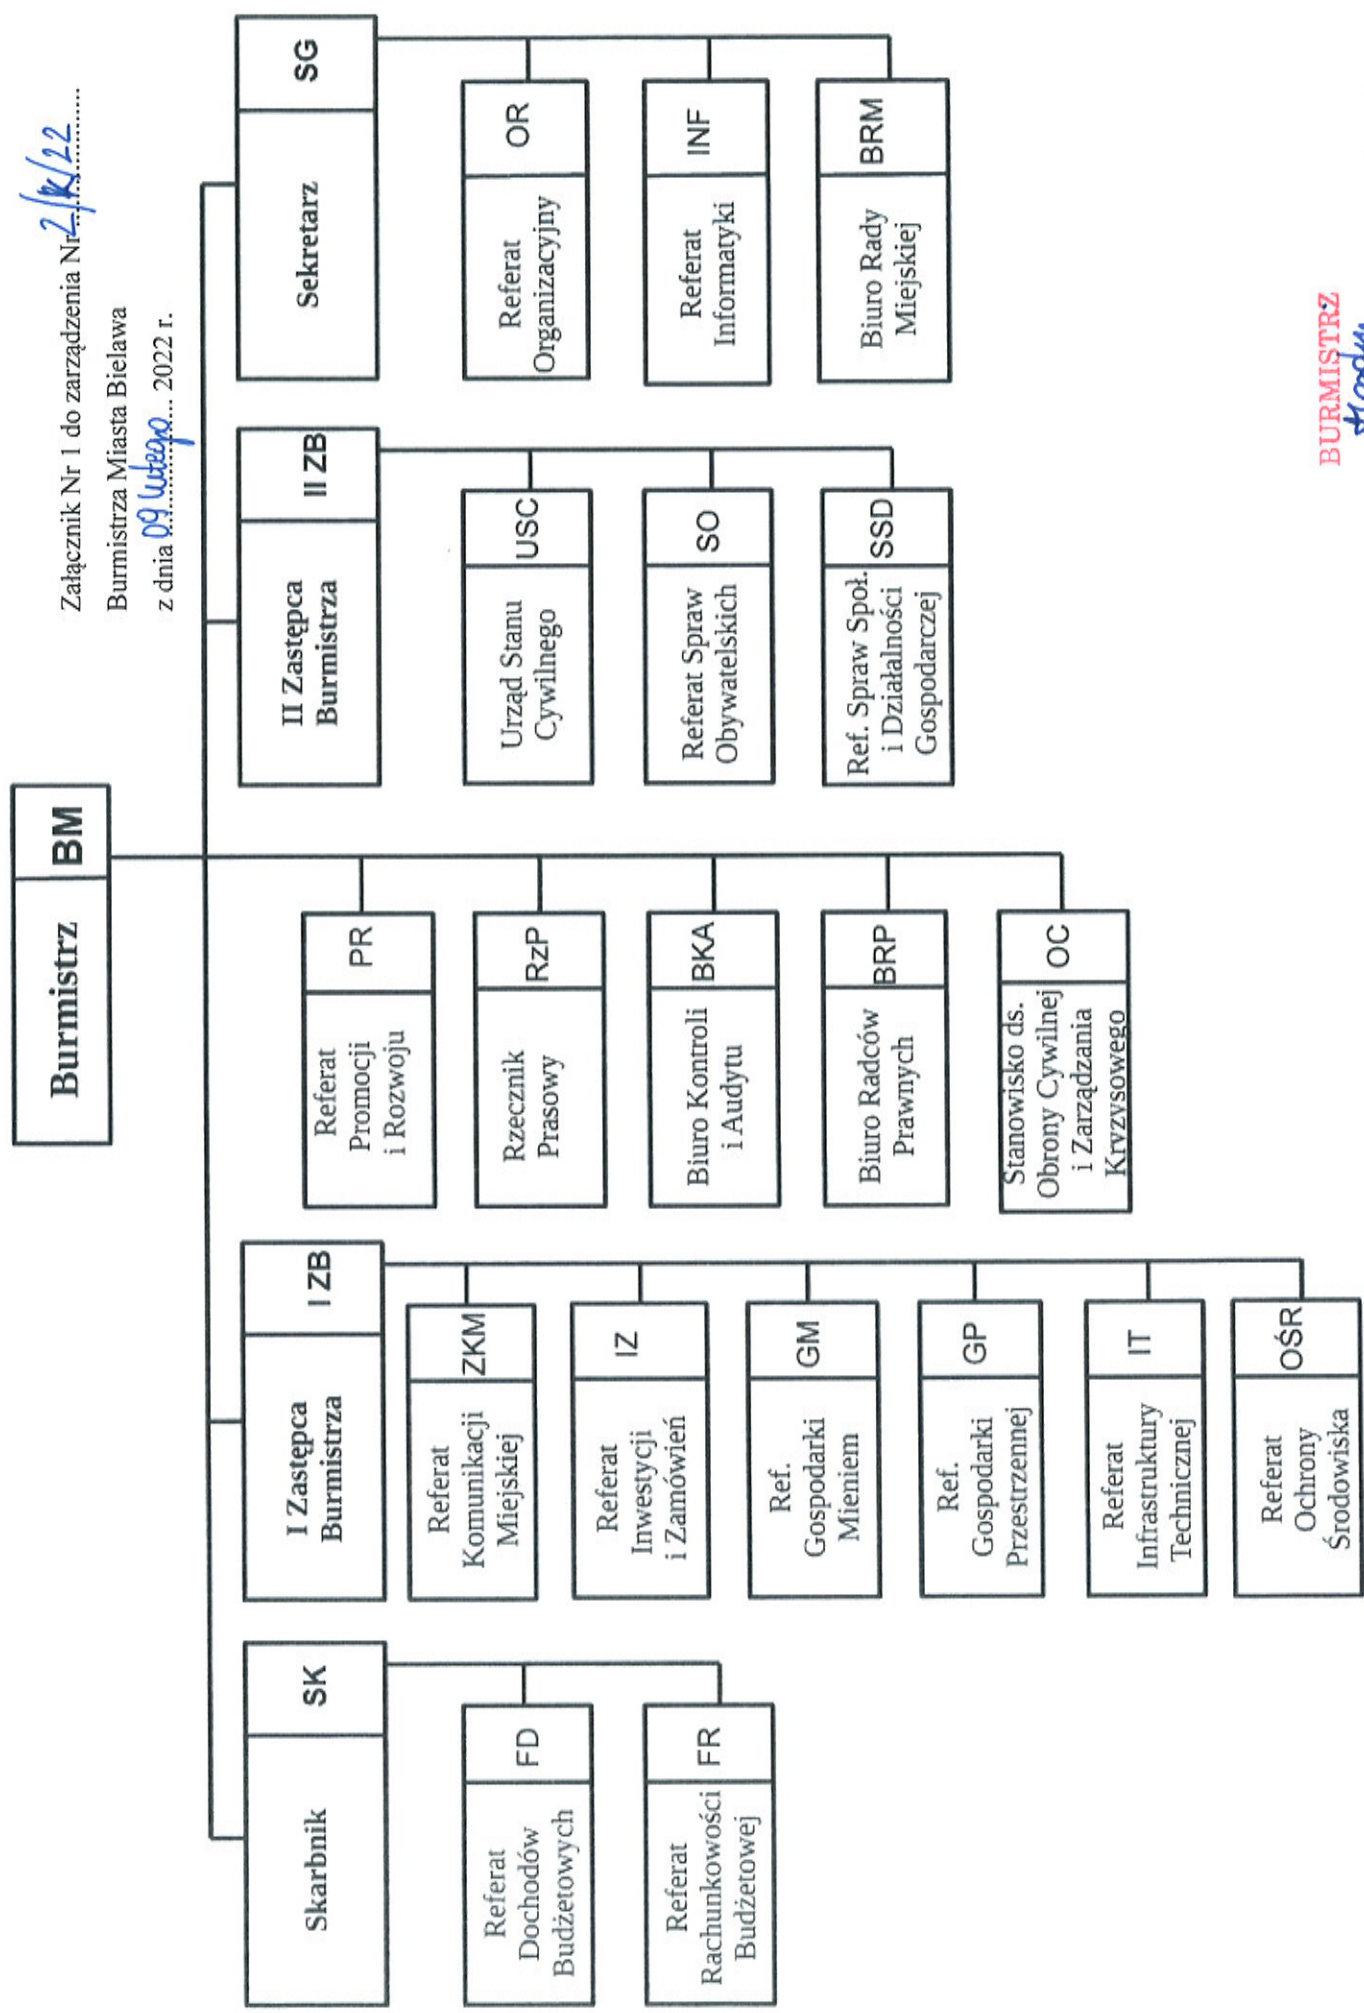 Załącznik Nr 1 do zarządzenia Nr 2/K/22
Burmistrza Miasta Bielawa
z dnia 09 lutego 2022 r.
Burmistrz
BM
Skarbnik
SK
Referat
Dochodów
Budżetowych
FD
Referat
Rachunkowości
Budżetowej
FR
I Zastępca
Burmistrza
I ZB
Referat
Komunikacji
Miejskiej
ZKM
Referat
Inwestycji
i Zamówień
IZ
Ref.
Gospodarki
Mieniem
GM
Ref.
Gospodarki
Przestrzennej
GP
Referat
Infrastruktury
Technicznej
IT
Referat
Ochrony
Środowiska
OŚR
Referat
Promocji
i Rozwoju
PR
Rzecznik
Prasowy
RzP
Biuro Kontroli
i Audytu
BKA
Biuro Radców
Prawnych
BRP
Stanowisko ds.
Obrony Cywilnej
i Zarządzania
Kryzysowego
OC
II Zastępca
Burmistrza
II ZB
Urząd Stanu
Cywilnego
USC
Referat Spraw
Obywatelskich
SO
Ref. Spraw Społ.
i Działalności
Gospodarczej
SSD
Sekretarz
SG
Referat
Organizacyjny
OR
Referat
Informatyki
INF
Biuro Rady
Miejskiej
BRM
BURMISTRZ